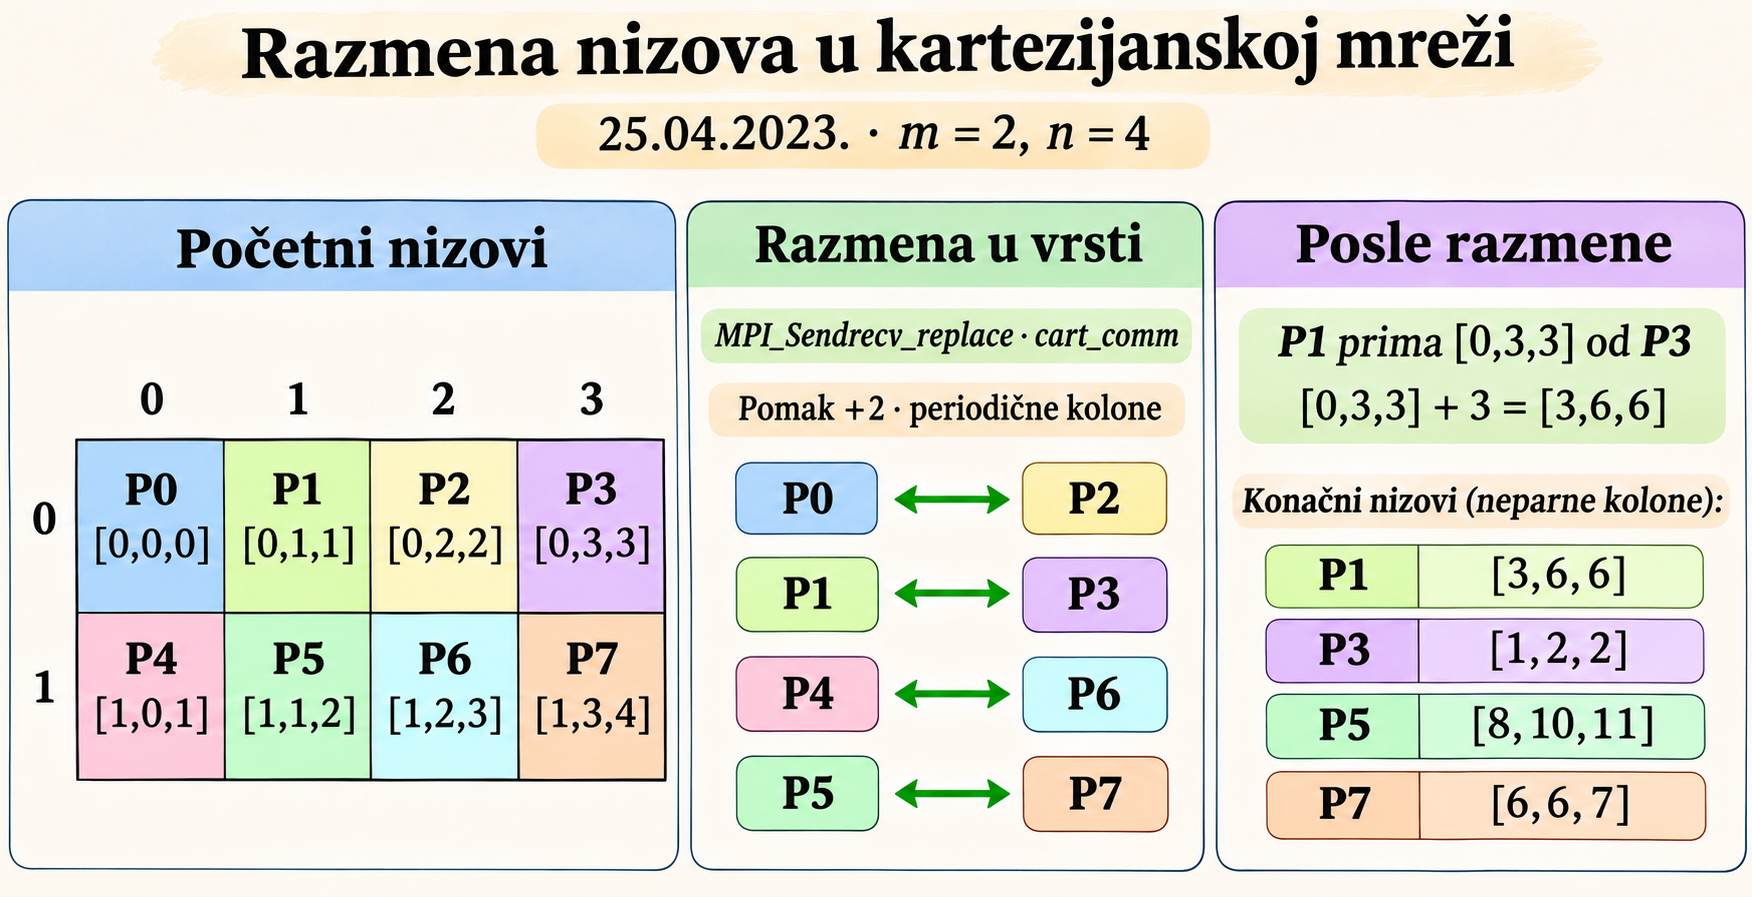 Razmena nizova u kartezijanskoj mreži
25.04.2023. · m = 2, n = 4
Početni nizovi
0 1 2 3
0
P0 P1 P2 P3
[0,0,0] [0,1,1] [0,2,2] [0,3,3]
1
P4 P5 P6 P7
[1,0,1] [1,1,2] [1,2,3] [1,3,4]
Razmena u vrsti
MPI_Sendrecv_replace · cart_comm
Pomak +2 · periodične kolone
P0 P2
P1 P3
P4 P6
P5 P7
Posle razmene
P1 prima [0,3,3] od P3
[0,3,3] + 3 = [3,6,6]
Konačni nizovi (neparne kolone):
P1 [3, 6, 6]
P3 [1, 2, 2]
P5 [8, 10, 11]
P7 [6, 6, 7]